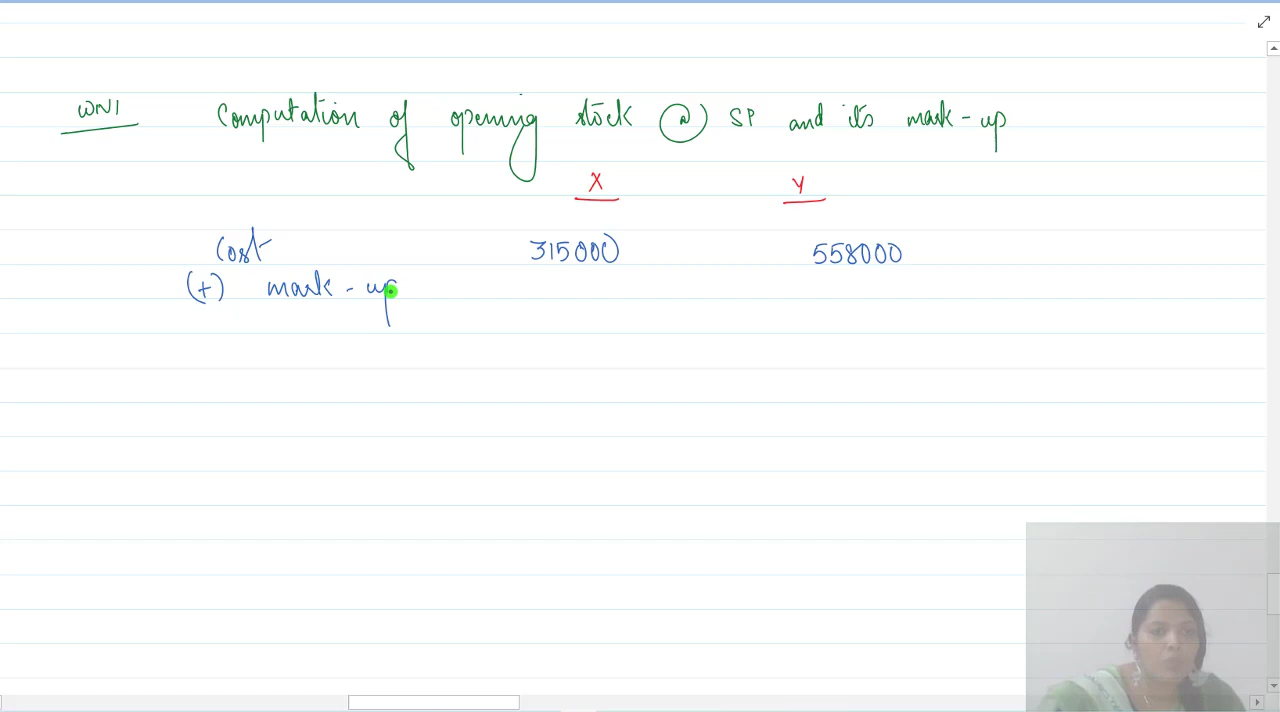 WN1 Computation of opening stock @ SP and its mark-up
X Y
Cost 315000 558000
(+) mark-up